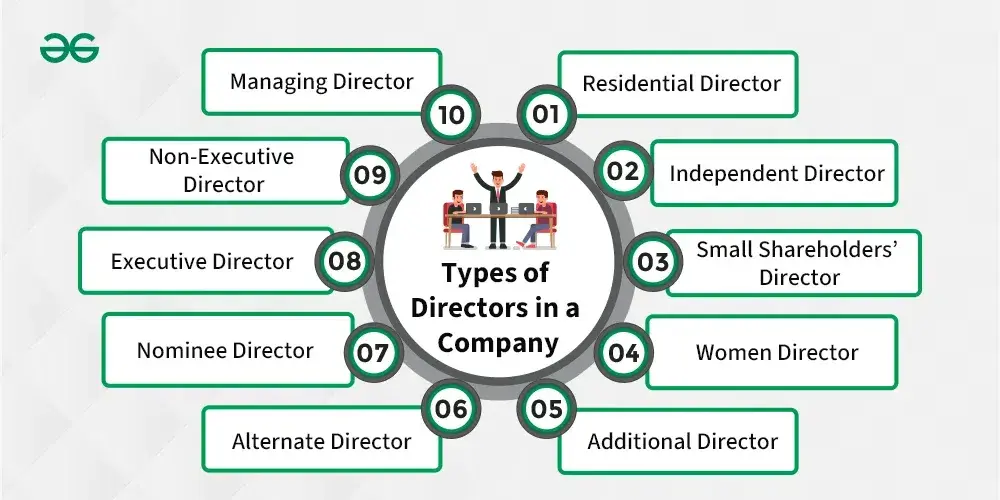 Types of
Directors in a
Company
01
Residential Director
02
Independent Director
03
Small Shareholders’
Director
04
Women Director
05
Additional Director
06
Alternate Director
07
Nominee Director
08
Executive Director
09
Non-Executive
Director
10
Managing Director